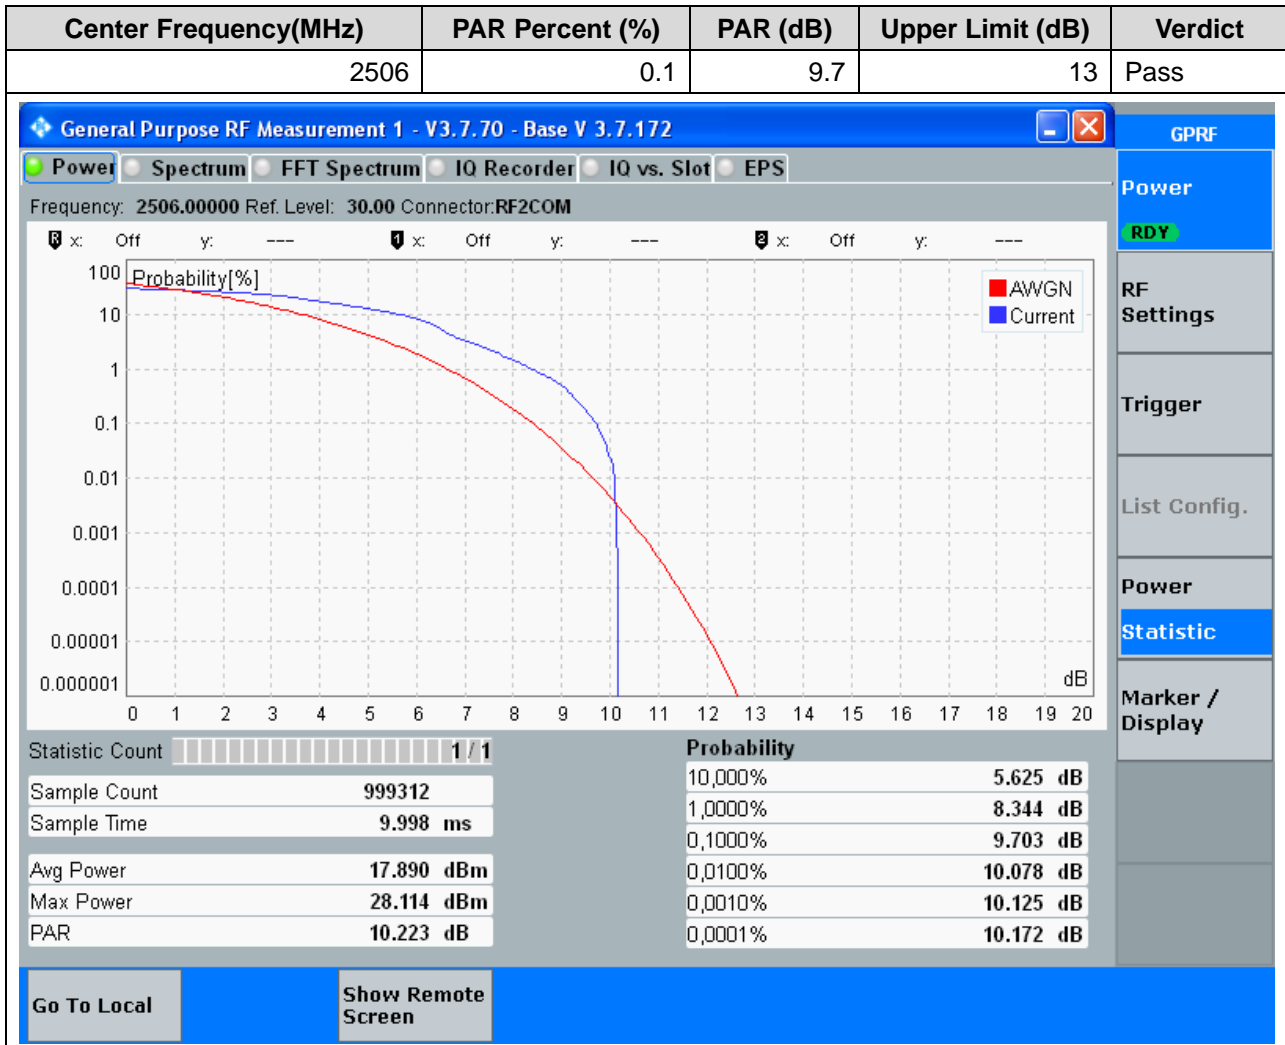 Center Frequency(MHz) PAR Percent (%) PAR (dB) Upper Limit (dB) Verdict
2506 0.1 9.7 13 Pass
General Purpose RF Measurement 1 - V3.7.70 - Base V 3.7.172
GPRF
Power Spectrum FFT Spectrum IQ Recorder IQ vs. Slot EPS
Power
RDY
Frequency: 2506.00000 Ref. Level: 30.00 Connector:RF2COM
R x: Off y: --- 1 x: Off y: --- 2 x: Off y: ---
Probability[%]
AWGN
Current
100
10
1
0.1
0.01
0.001
0.0001
0.00001
0.000001
dB
0 1 2 3 4 5 6 7 8 9 10 11 12 13 14 15 16 17 18 19 20
RF
Settings
Trigger
List Config.
Power
Statistic
Marker /
Display
Statistic Count 1 / 1
Sample Count 999312
Sample Time 9.998 ms
Avg Power 17.890 dBm
Max Power 28.114 dBm
PAR 10.223 dB
Probability
10,000% 5.625 dB
1,0000% 8.344 dB
0,1000% 9.703 dB
0,0100% 10.078 dB
0,0010% 10.125 dB
0,0001% 10.172 dB
Go To Local
Show Remote
Screen